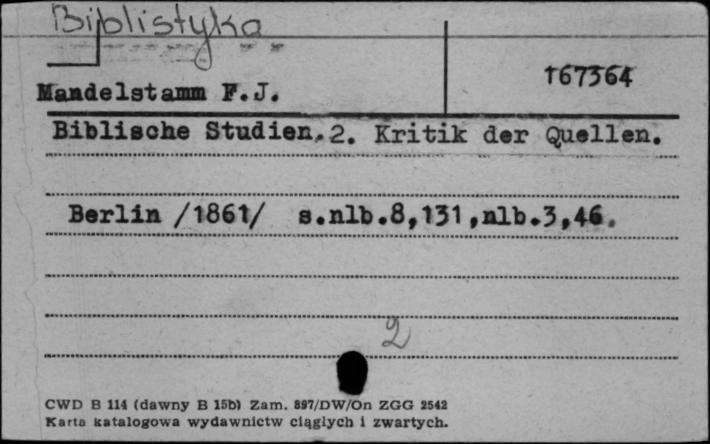 Biblistyka
167364
Mandelstamm F.J.
Biblische Studien. 2. Kritik der Quellen.
Berlin /1861/ s.nlb.8,131,nlb.3,46.
2
CWD B 114 (dawny B 15b) Zam. 897/DW/On ZGG 2542
Karta katalogowa wydawnictw ciągłych i zwartych.